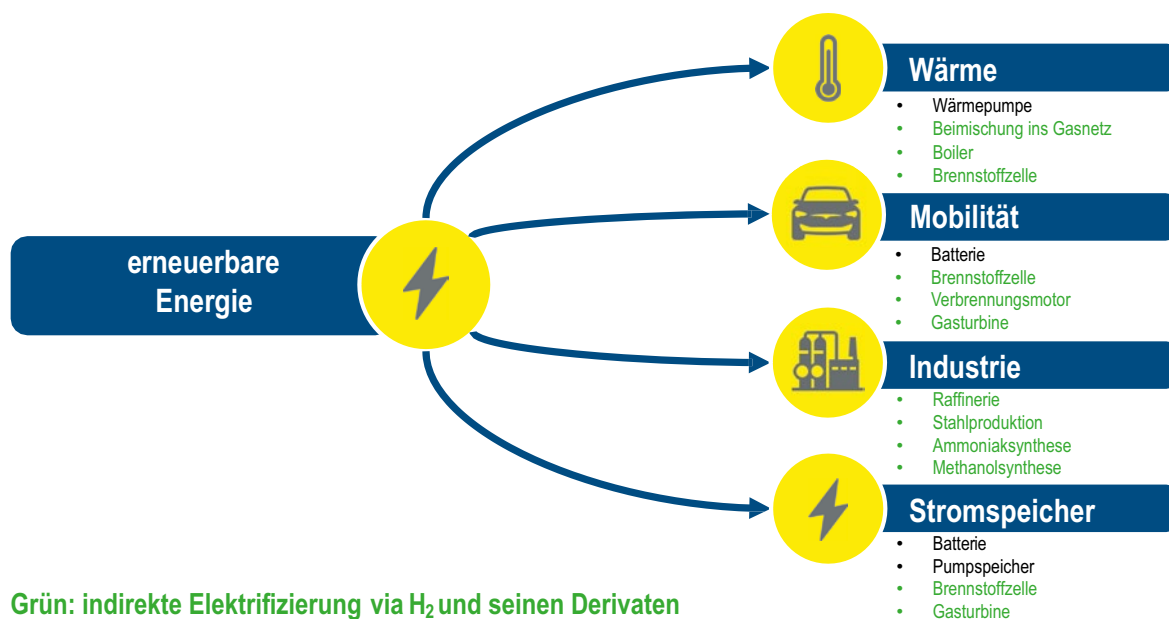 erneuerbare
Energie
Wärme
• Wärmepumpe
• Beimischung ins Gasnetz
• Boiler
• Brennstoffzelle
Mobilität
• Batterie
• Brennstoffzelle
• Verbrennungsmotor
• Gasturbine
Industrie
• Raffinerie
• Stahlproduktion
• Ammoniaksynthese
• Methanolsynthese
Stromspeicher
• Batterie
• Pumpspeicher
• Brennstoffzelle
• Gasturbine
Grün: indirekte Elektrifizierung via H₂ und seinen Derivaten